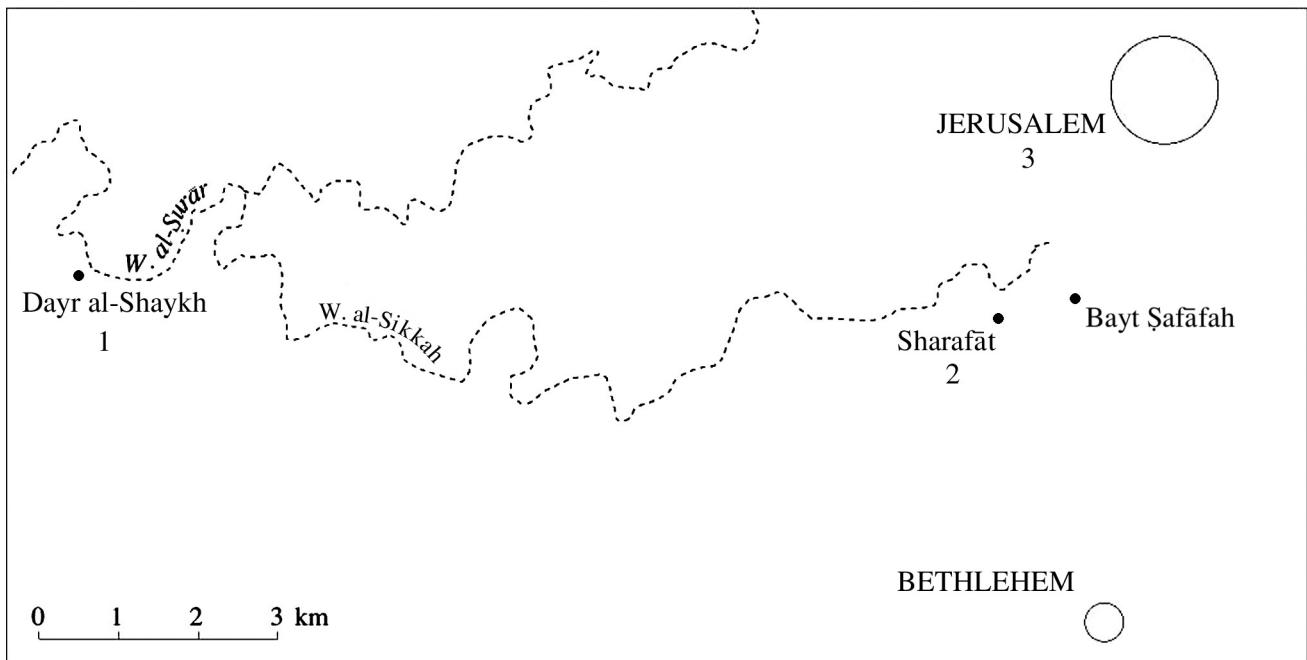 JERUSALEM
3
W. al-Ṣurār
Dayr al-Shaykh
1
W. al-Sikkah
Bayt Ṣafāfah
Sharafāt
2
BETHLEHEM
0 1 2 3 km